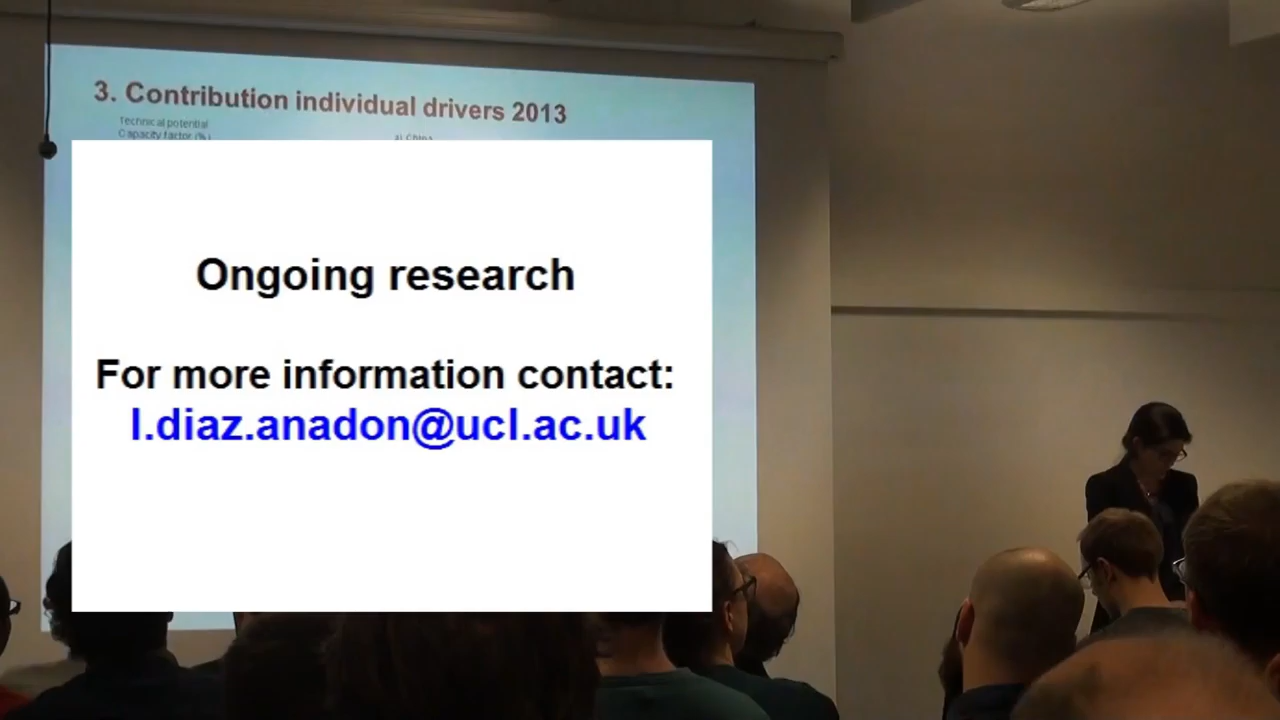 3. Contribution individual drivers 2013
Technical potential
Capacity factor (%)
a) China
Ongoing research
For more information contact:
l.diaz.anadon@ucl.ac.uk